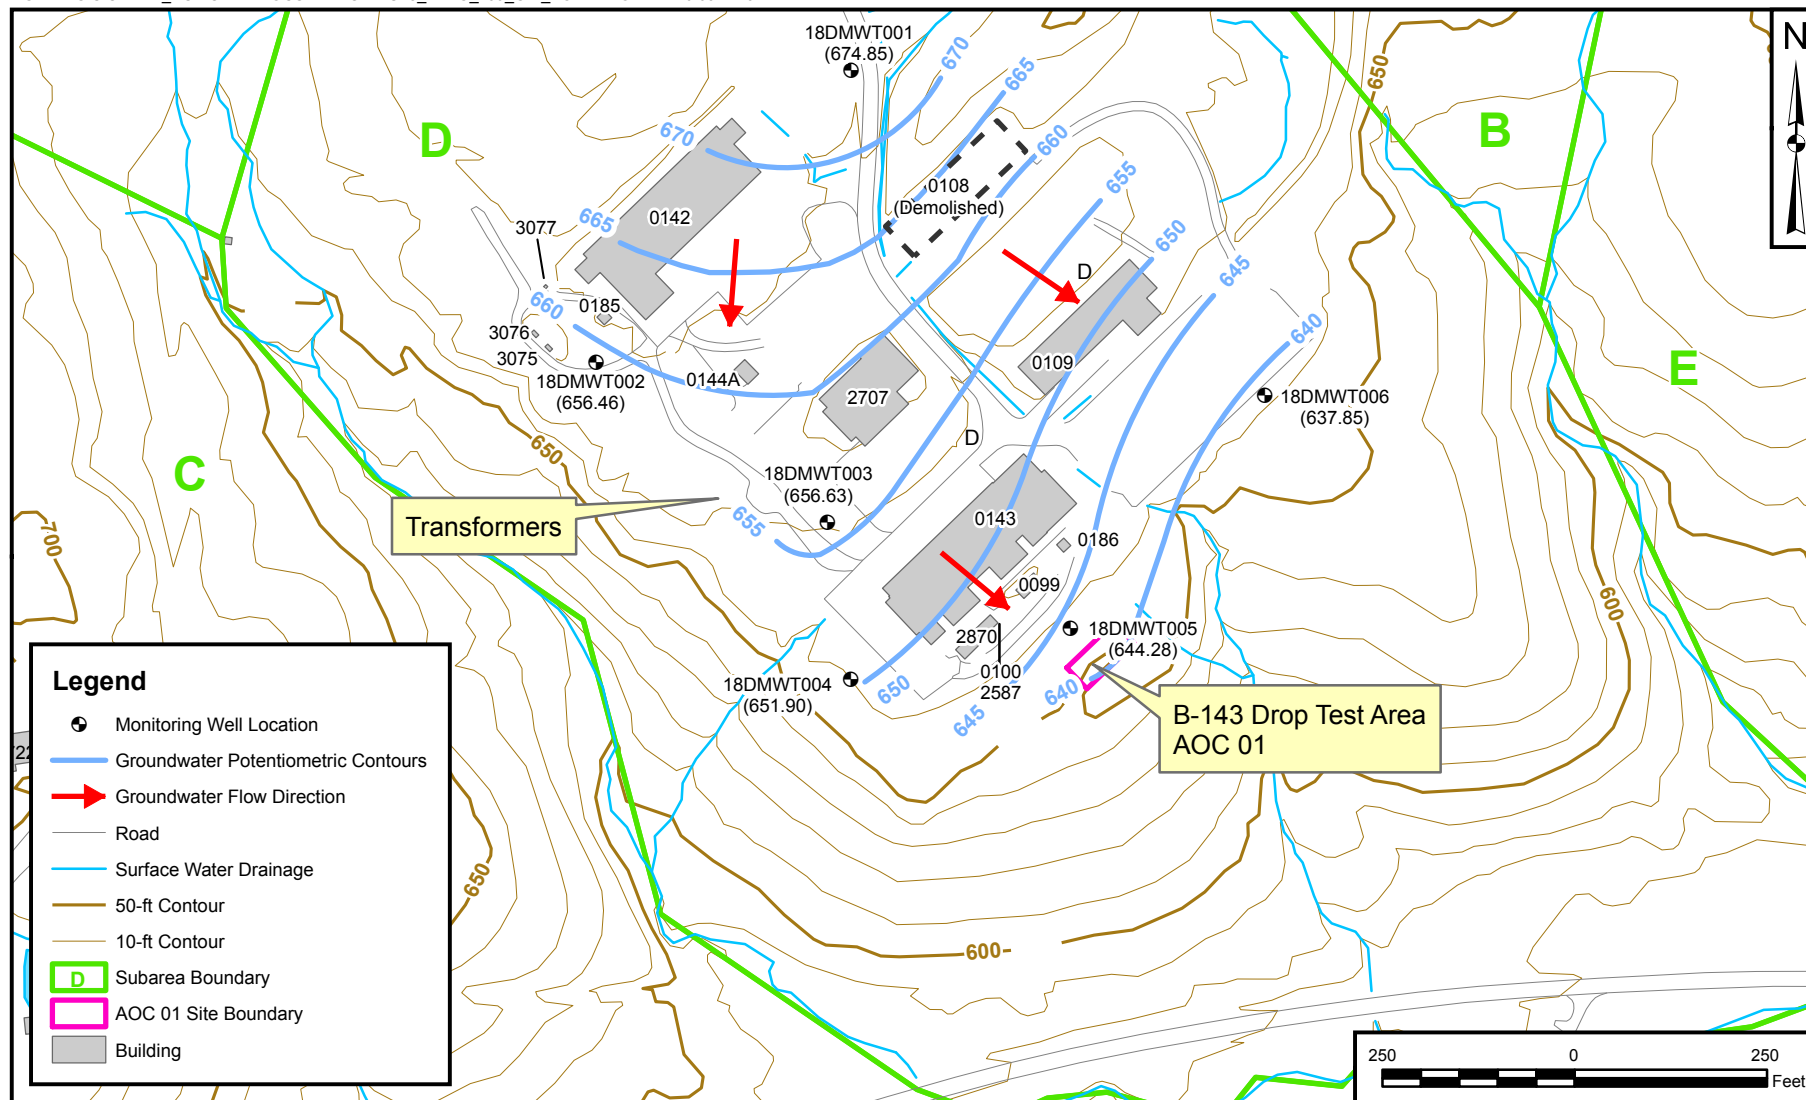 18DMWT001
(674.85)
670
665
N
650
D
B
670
660
0108
(Demolished)
655
3077
665
0142
650
D
645
660
0185
640
3076
3075
18DMWT002
(656.46)
0144A
2707
0109
E
18DMWT006
(637.85)
650
D
C
18DMWT003
(656.63)
Transformers
655
0143
700
0186
0099
600
2870
18DMWT005
(644.28)
0100
2587
18DMWT004
(651.90)
650
640
645
B-143 Drop Test Area
AOC 01
Legend
Monitoring Well Location
Groundwater Potentiometric Contours
Groundwater Flow Direction
Road
Surface Water Drainage
50-ft Contour
10-ft Contour
D Subarea Boundary
AOC 01 Site Boundary
Building
650
600
250 0 250
Feet